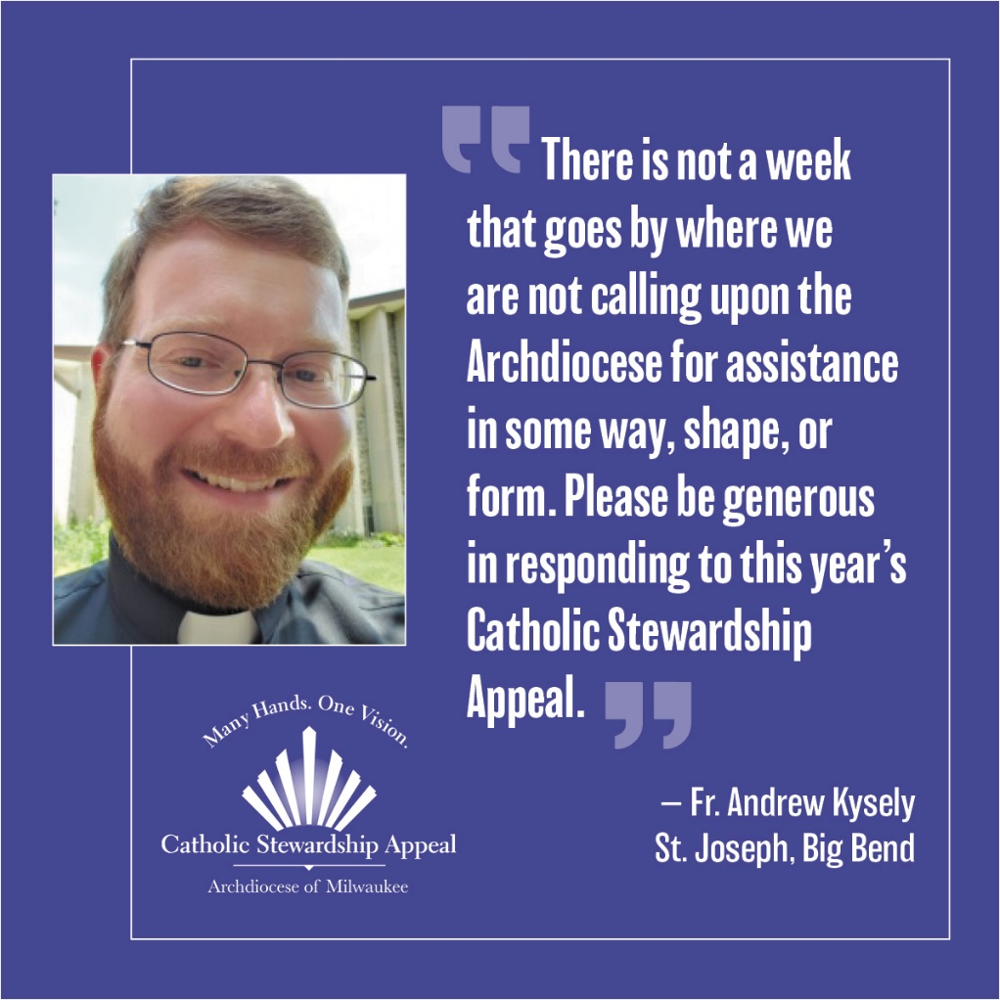 “ There is not a week
that goes by where we
are not calling upon the
Archdiocese for assistance
in some way, shape, or
form. Please be generous
in responding to this year’s
Catholic Stewardship
Appeal. ”
– Fr. Andrew Kysely
St. Joseph, Big Bend
Many Hands. One Vision.
Catholic Stewardship Appeal
Archdiocese of Milwaukee